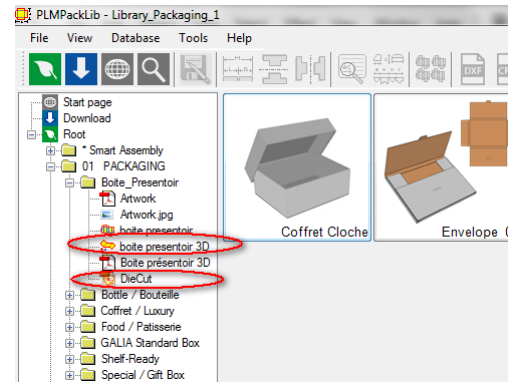 PLMPackLib - Library_Packaging_1
File View Database Tools Help
DXF
Start page
Download
Root
* Smart Assembly
01 PACKAGING
Boite_Presentoir
Artwork
Artwork.jpg
boite presentoir
boite presentoir 3D
Boite présentoir 3D
DieCut
Bottle / Bouteille
Coffret / Luxury
Food / Patisserie
GALIA Standard Box
Shelf-Ready
Special / Gift Box
Coffret Cloche
Envelope